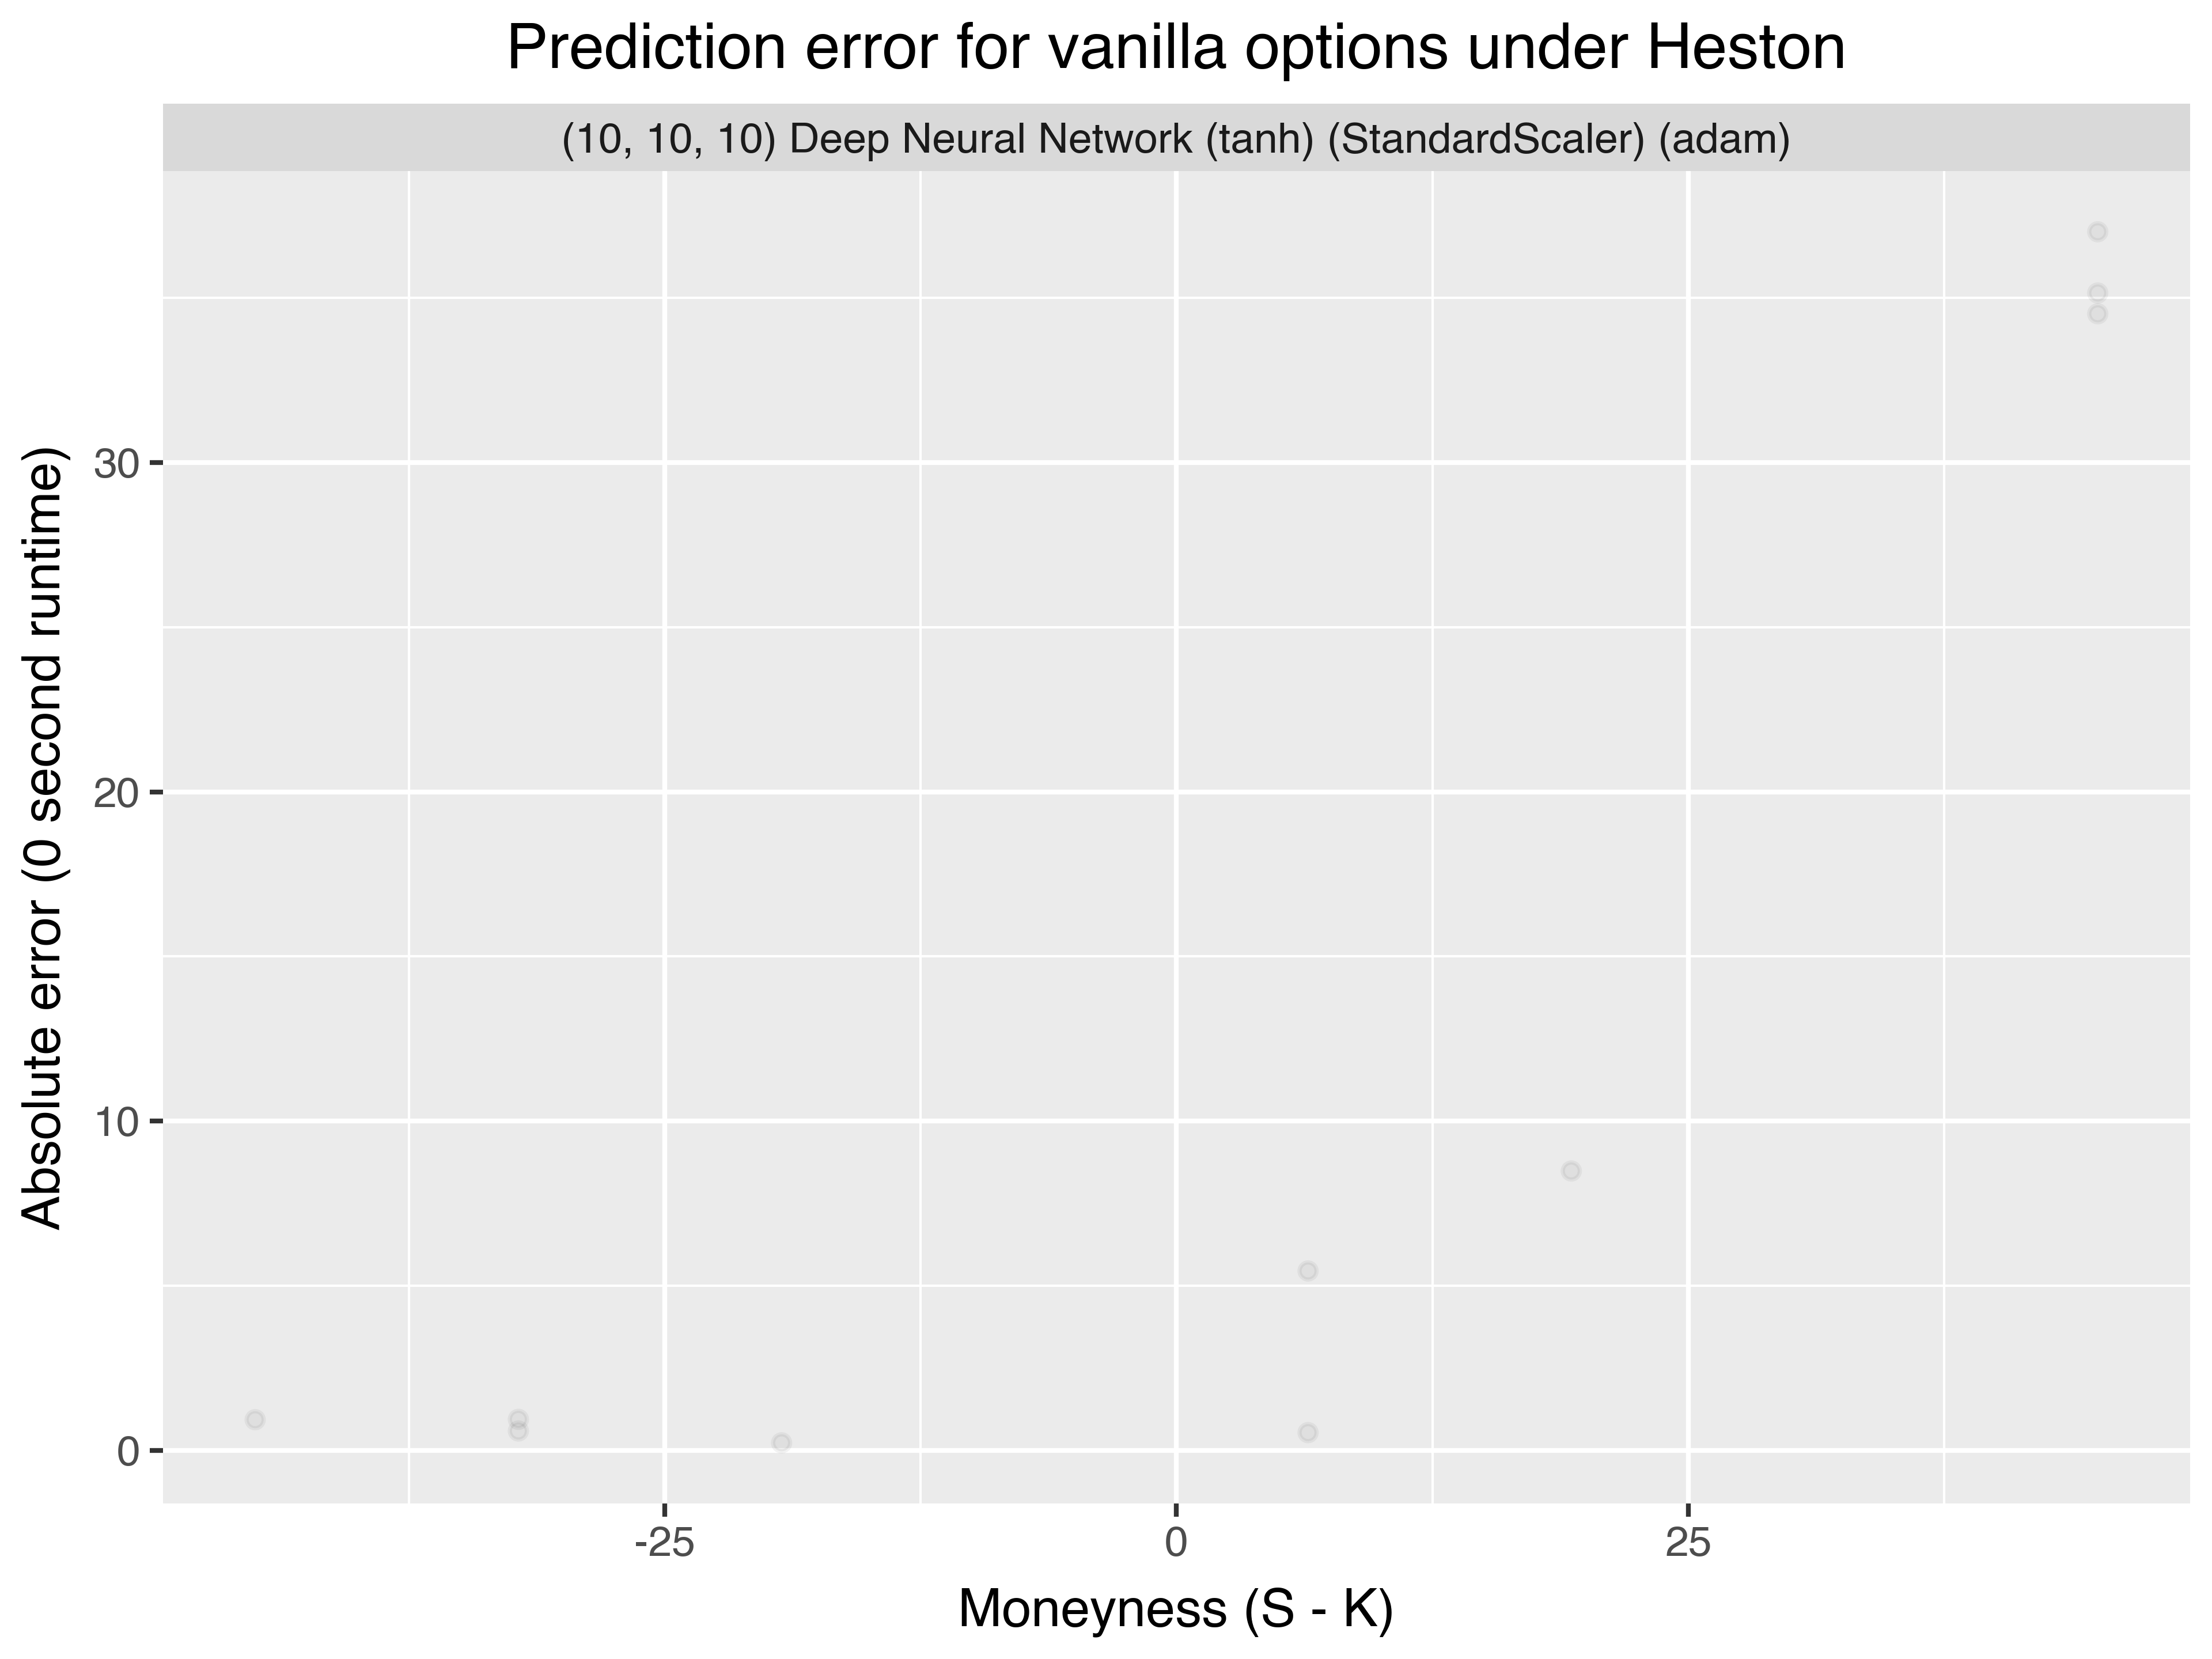 Prediction error for vanilla options under Heston
(10, 10, 10) Deep Neural Network (tanh) (StandardScaler) (adam)
Absolute error (0 second runtime)
30
20
10
0
-25
0
25
Moneyness (S - K)